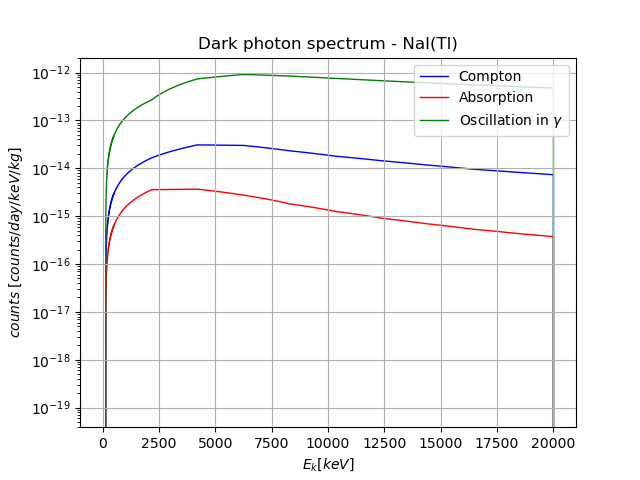 Dark photon spectrum - NaI(Tl)
Compton
Absorption
Oscillation in γ
10⁻¹²
10⁻¹³
10⁻¹⁴
10⁻¹⁵
10⁻¹⁶
10⁻¹⁷
10⁻¹⁸
10⁻¹⁹
counts [counts/day/keV/kg]
0 2500 5000 7500 10000 12500 15000 17500 20000
E_k[keV]